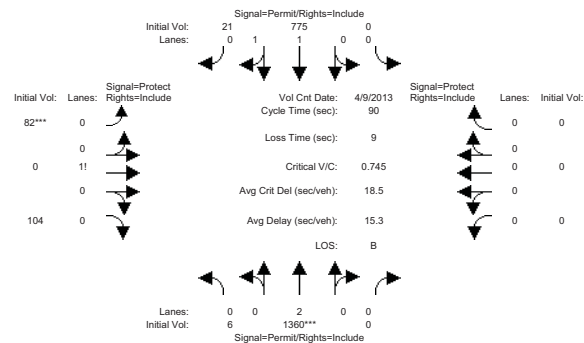 Signal=Permit/Rights=Include
Initial Vol: 21 775 0
Lanes: 0 1 1 0 0
Signal=Protect
Initial Vol: Lanes: Rights=Include
Vol Cnt Date: 4/9/2013
Signal=Protect
Rights=Include Lanes: Initial Vol:
Cycle Time (sec): 90
82*** 0
0 0
Loss Time (sec): 9
0
0
0 1! Critical V/C: 0.745 0 0
0 Avg Crit Del (sec/veh): 18.5 0
104 0 Avg Delay (sec/veh): 15.3 0 0
LOS: B
Lanes: 0 0 2 0 0
Initial Vol: 6 1360*** 0
Signal=Permit/Rights=Include